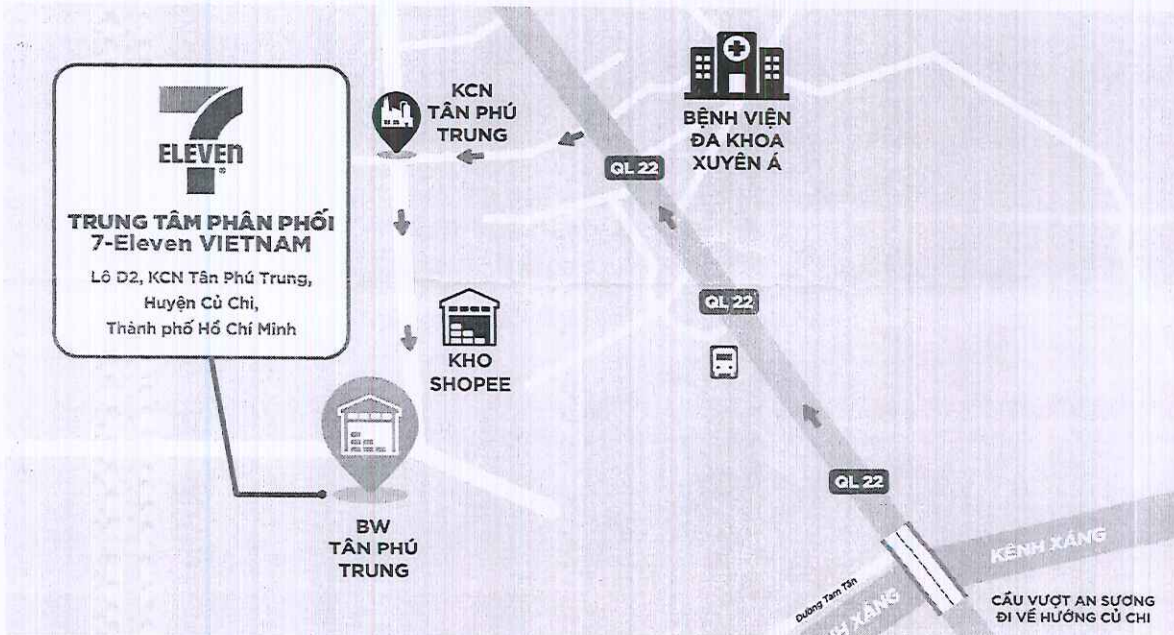 7
ELEVEN
®
TRUNG TÂM PHÂN PHỐI
7-Eleven VIETNAM
Lô D2, KCN Tân Phú Trung,
Huyện Củ Chi,
Thành phố Hồ Chí Minh
KCN
TÂN PHÚ
TRUNG
BỆNH VIỆN
ĐA KHOA
XUYÊN Á
QL 22
QL 22
KHO
SHOPEE
QL 22
BW
TÂN PHÚ
TRUNG
KÊNH XÁNG
Đường Tam Tân
KÊNH XÁNG
CẦU VƯỢT AN SƯƠNG
ĐI VỀ HƯỚNG CỦ CHI